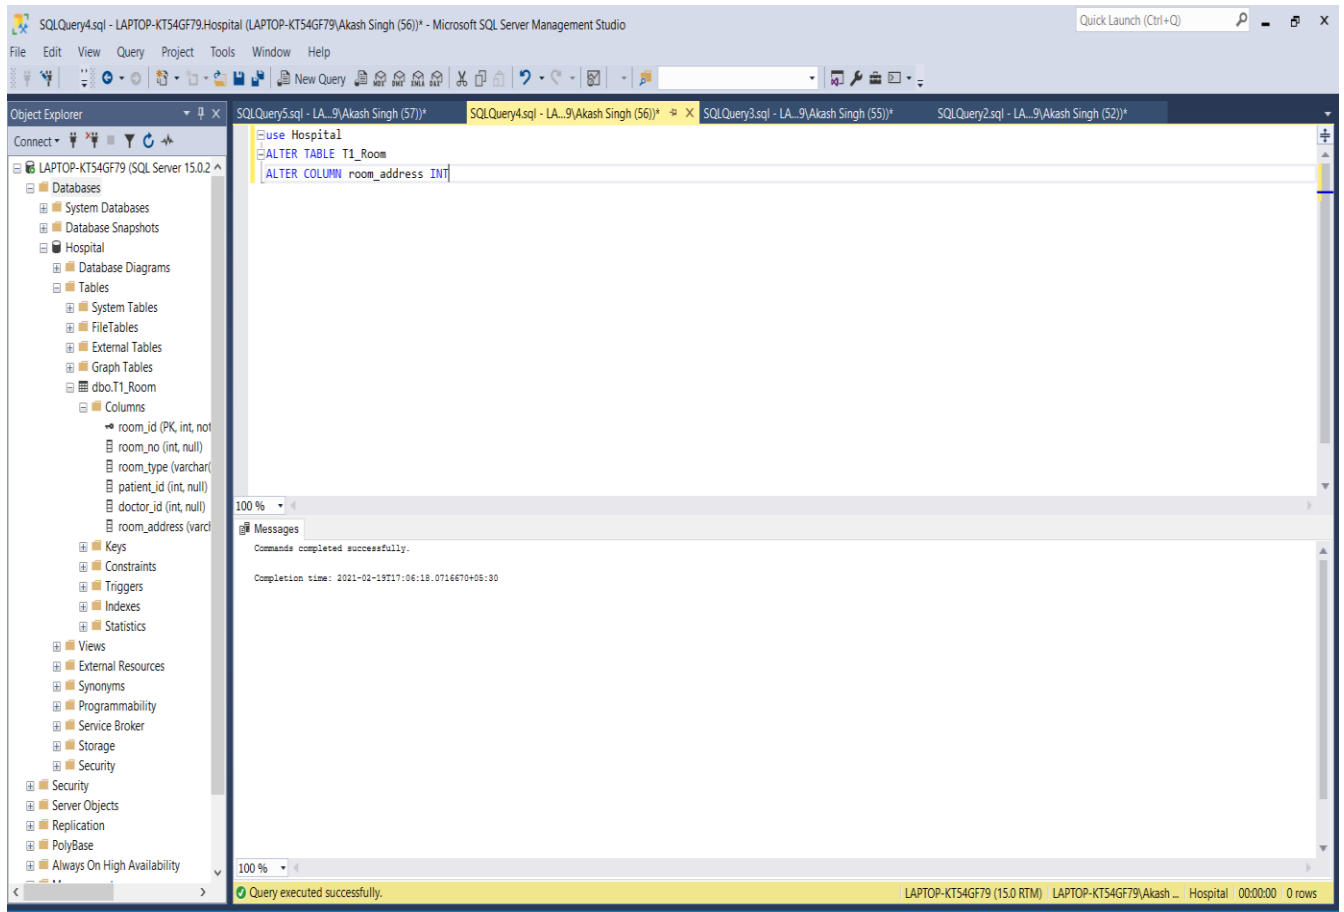 SQLQuery4.sql - LAPTOP-KT54GF79.Hospital (LAPTOP-KT54GF79\Akash Singh (56))* - Microsoft SQL Server Management Studio
Quick Launch (Ctrl+Q)
File Edit View Query Project Tools Window Help
New Query
Object Explorer
SQLQuery5.sql - LA...9\Akash Singh (57))* SQLQuery4.sql - LA...9\Akash Singh (56))* SQLQuery3.sql - LA...9\Akash Singh (55))* SQLQuery2.sql - LA...9\Akash Singh (52))*
Connect
LAPTOP-KT54GF79 (SQL Server 15.0.2
Databases
System Databases
Database Snapshots
Hospital
Database Diagrams
Tables
System Tables
FileTables
External Tables
Graph Tables
dbo.T1_Room
Columns
room_id (PK, int, not
room_no (int, null)
room_type (varchar(
patient_id (int, null)
doctor_id (int, null)
room_address (varch
Keys
Constraints
Triggers
Indexes
Statistics
Views
External Resources
Synonyms
Programmability
Service Broker
Storage
Security
Security
Server Objects
Replication
PolyBase
Always On High Availability
use Hospital
ALTER TABLE T1_Room
ALTER COLUMN room_address INT
100 %
Messages
Commands completed successfully.
Completion time: 2021-02-19T17:06:18.0716670+05:30
100 %
Query executed successfully.
LAPTOP-KT54GF79 (15.0 RTM) LAPTOP-KT54GF79\Akash ... Hospital 00:00:00 0 rows